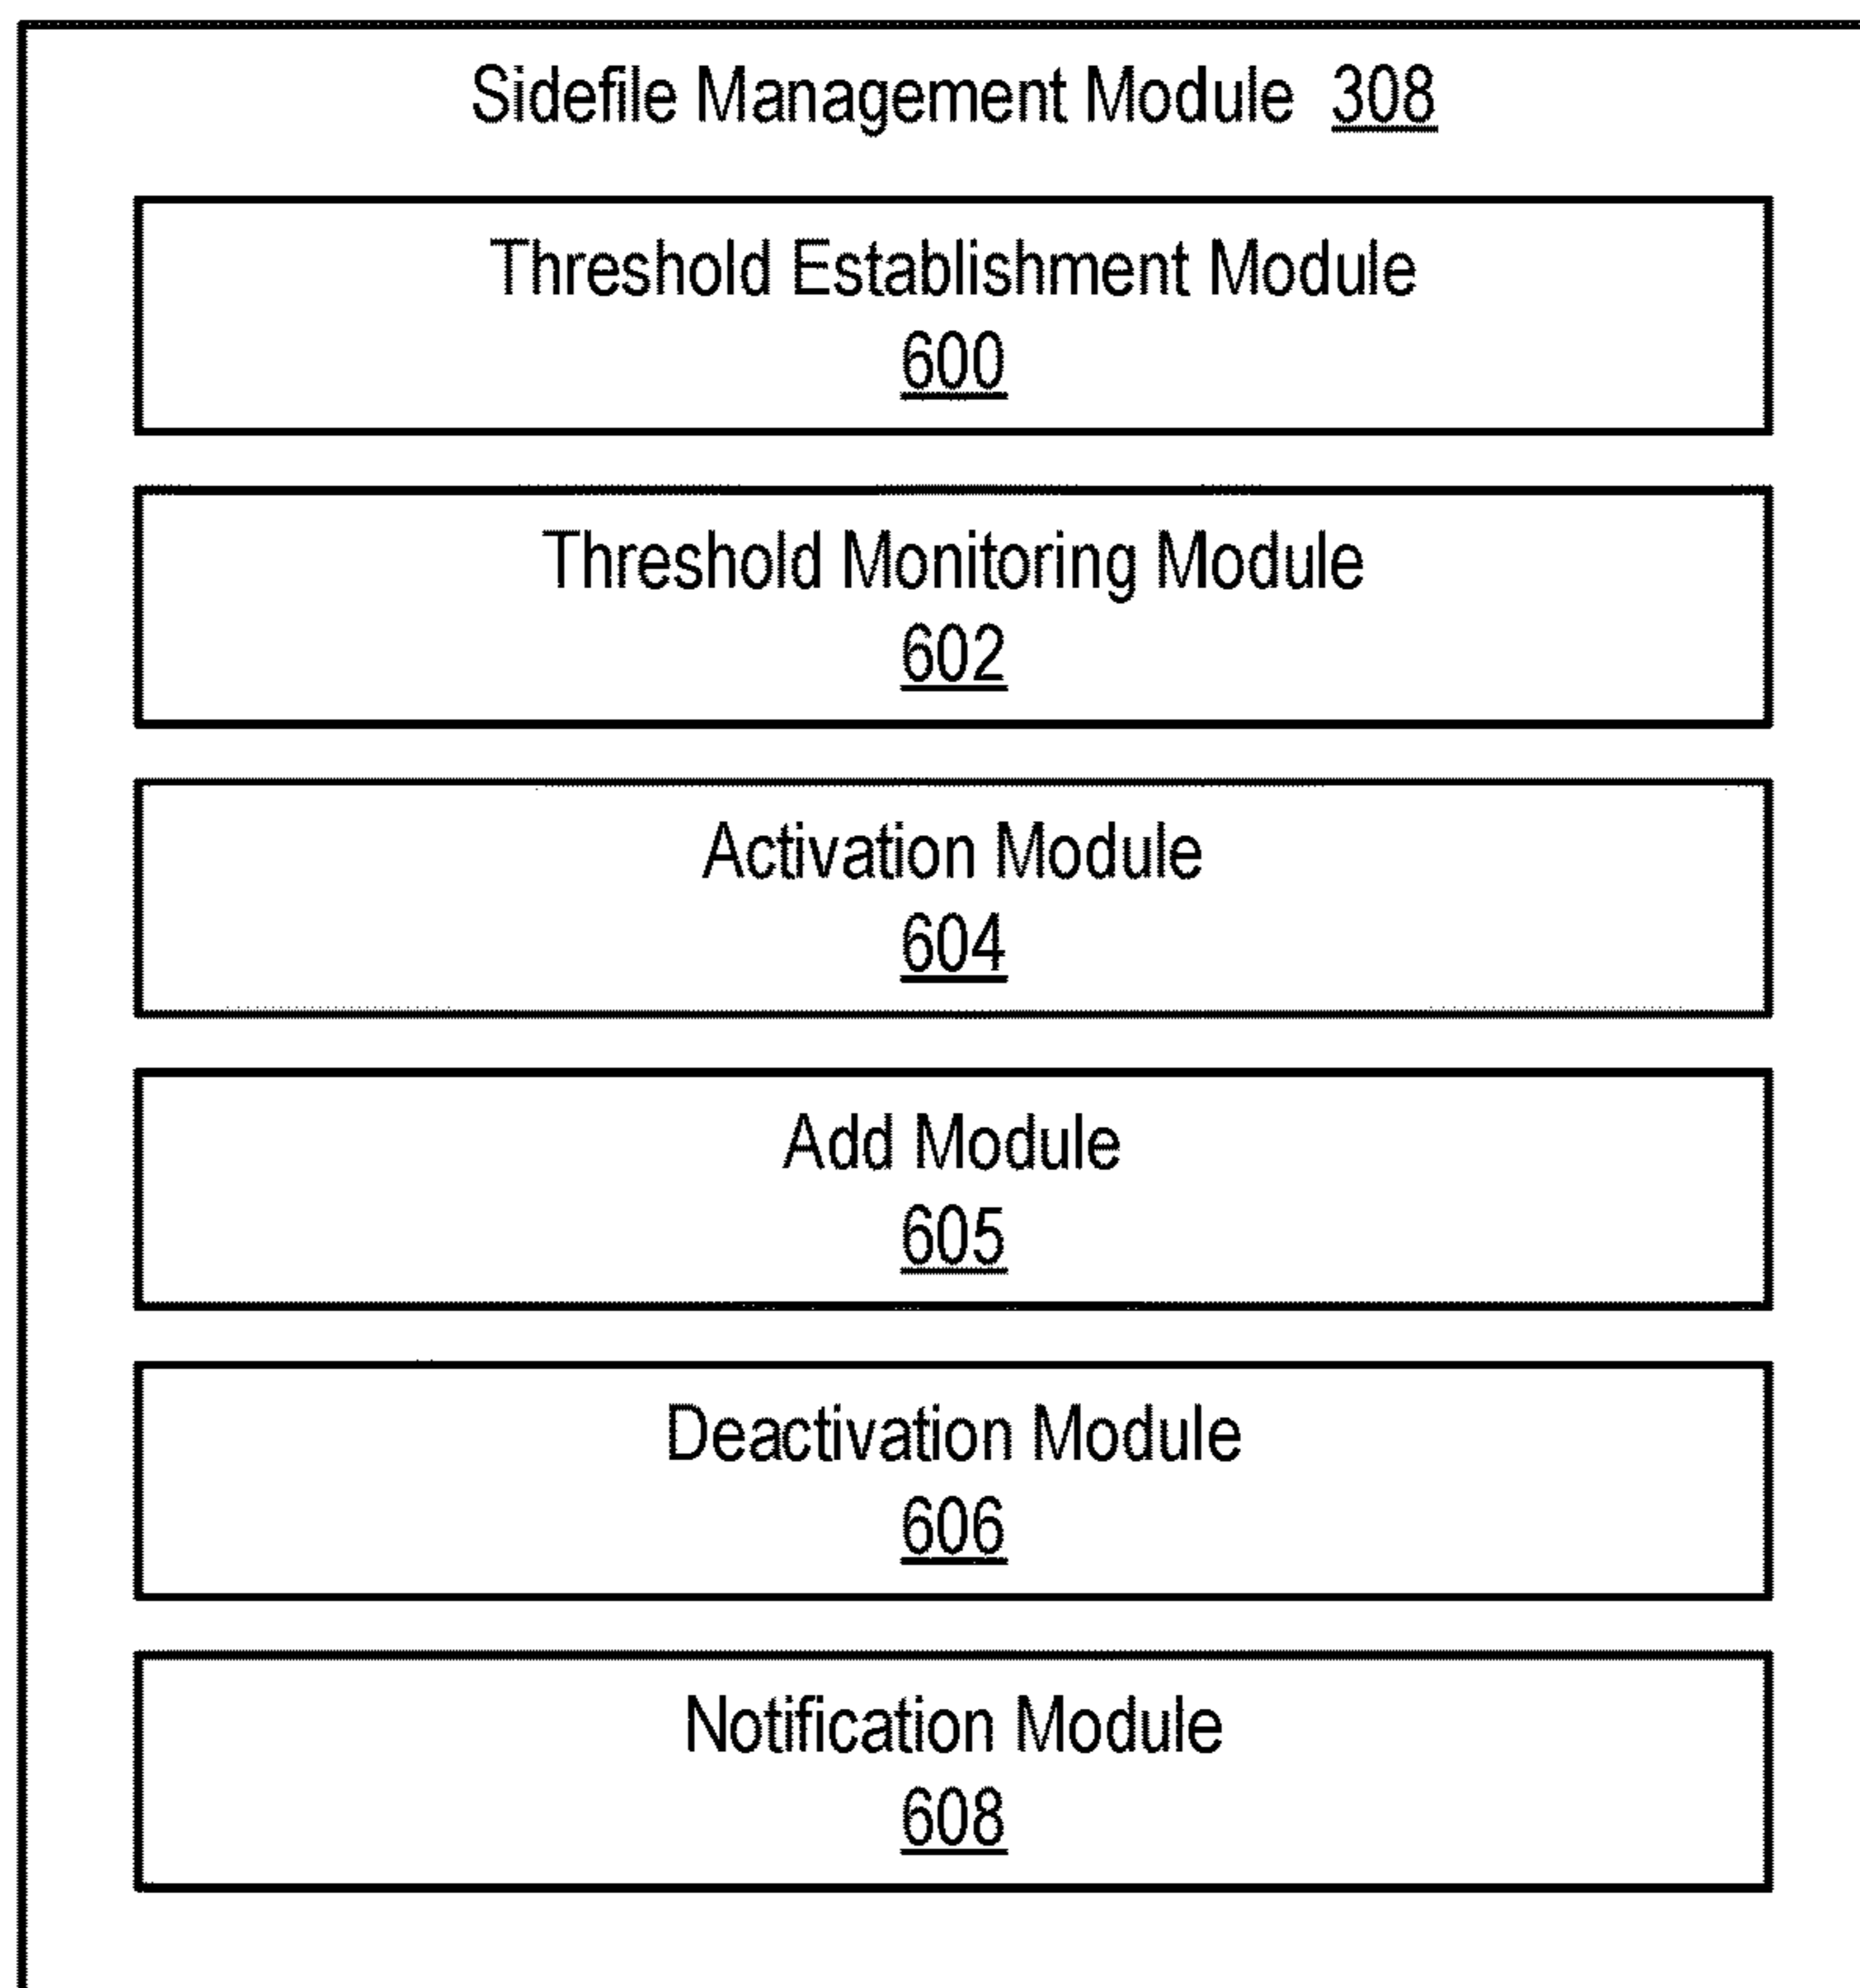 Sidefile Management Module 308
Threshold Establishment Module
600
Threshold Monitoring Module
602
Activation Module
604
Add Module
605
Deactivation Module
606
Notification Module
608